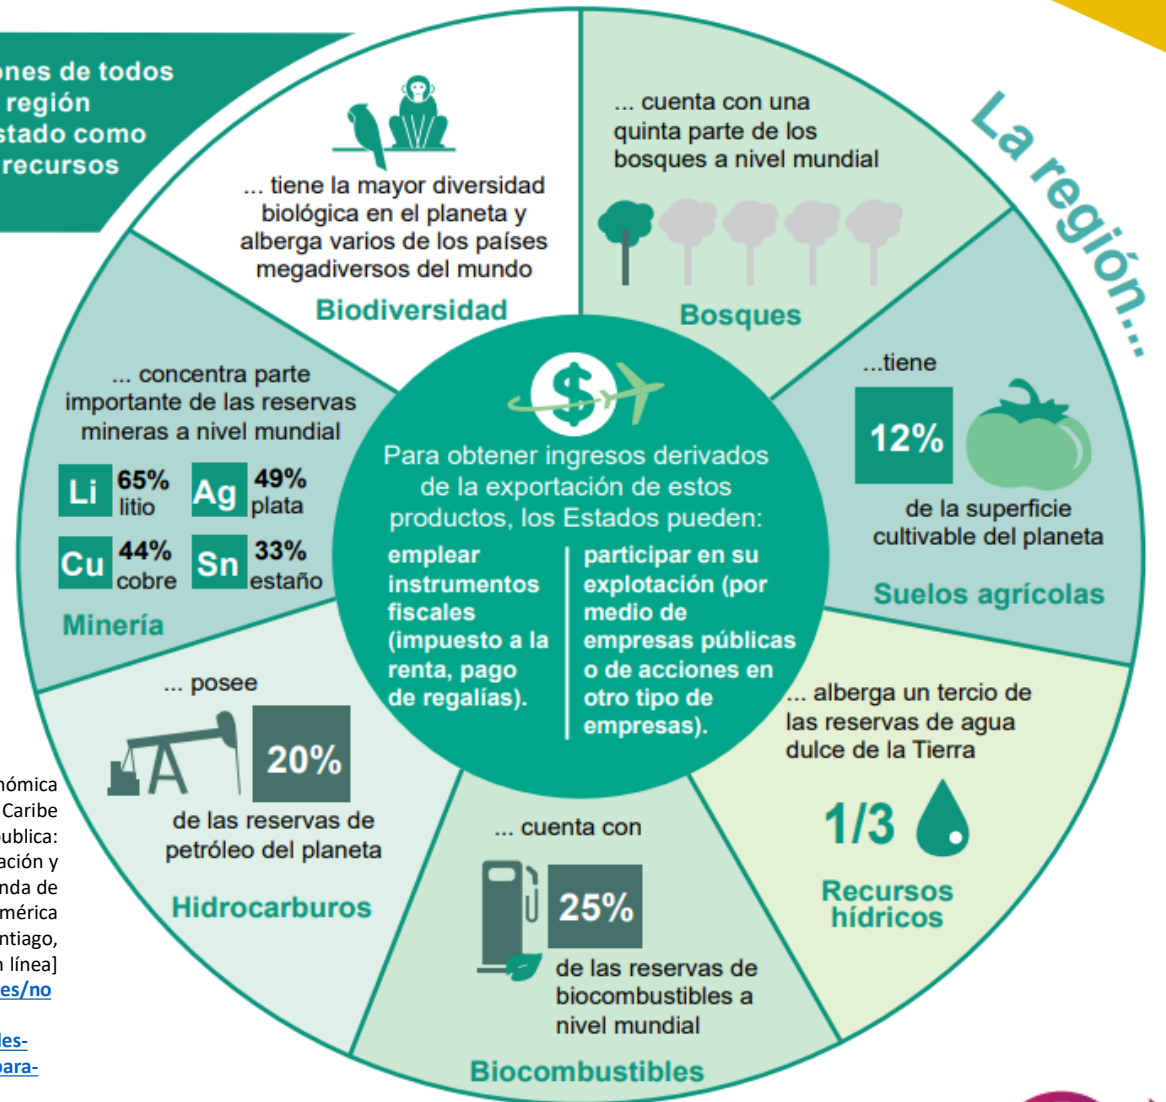 ones de todos
región
stado como
recursos
La región...
... tiene la mayor diversidad
biológica en el planeta y
alberga varios de los países
megadiversos del mundo
Biodiversidad
... cuenta con una
quinta parte de los
bosques a nivel mundial
Bosques
...tiene
12%
de la superficie
cultivable del planeta
Suelos agrícolas
... alberga un tercio de
las reservas de agua
dulce de la Tierra
1/3
Recursos
hídricos
... cuenta con
25%
de las reservas de
biocombustibles a
nivel mundial
Biocombustibles
... posee
20%
de las reservas de
petróleo del planeta
Hidrocarburos
... concentra parte
importante de las reservas
mineras a nivel mundial
Li 65% litio
Ag 49% plata
Cu 44% cobre
Sn 33% estaño
Minería
$
Para obtener ingresos derivados
de la exportación de estos
productos, los Estados pueden:
emplear
instrumentos
fiscales
(impuesto a la
renta, pago
de regalías).
participar en su
explotación (por
medio de
empresas públicas
o de acciones en
otro tipo de
empresas).
nómica
Caribe
ublica:
ación y
nda de
mérica
ntiago,
n línea]
es/no
les-
para-